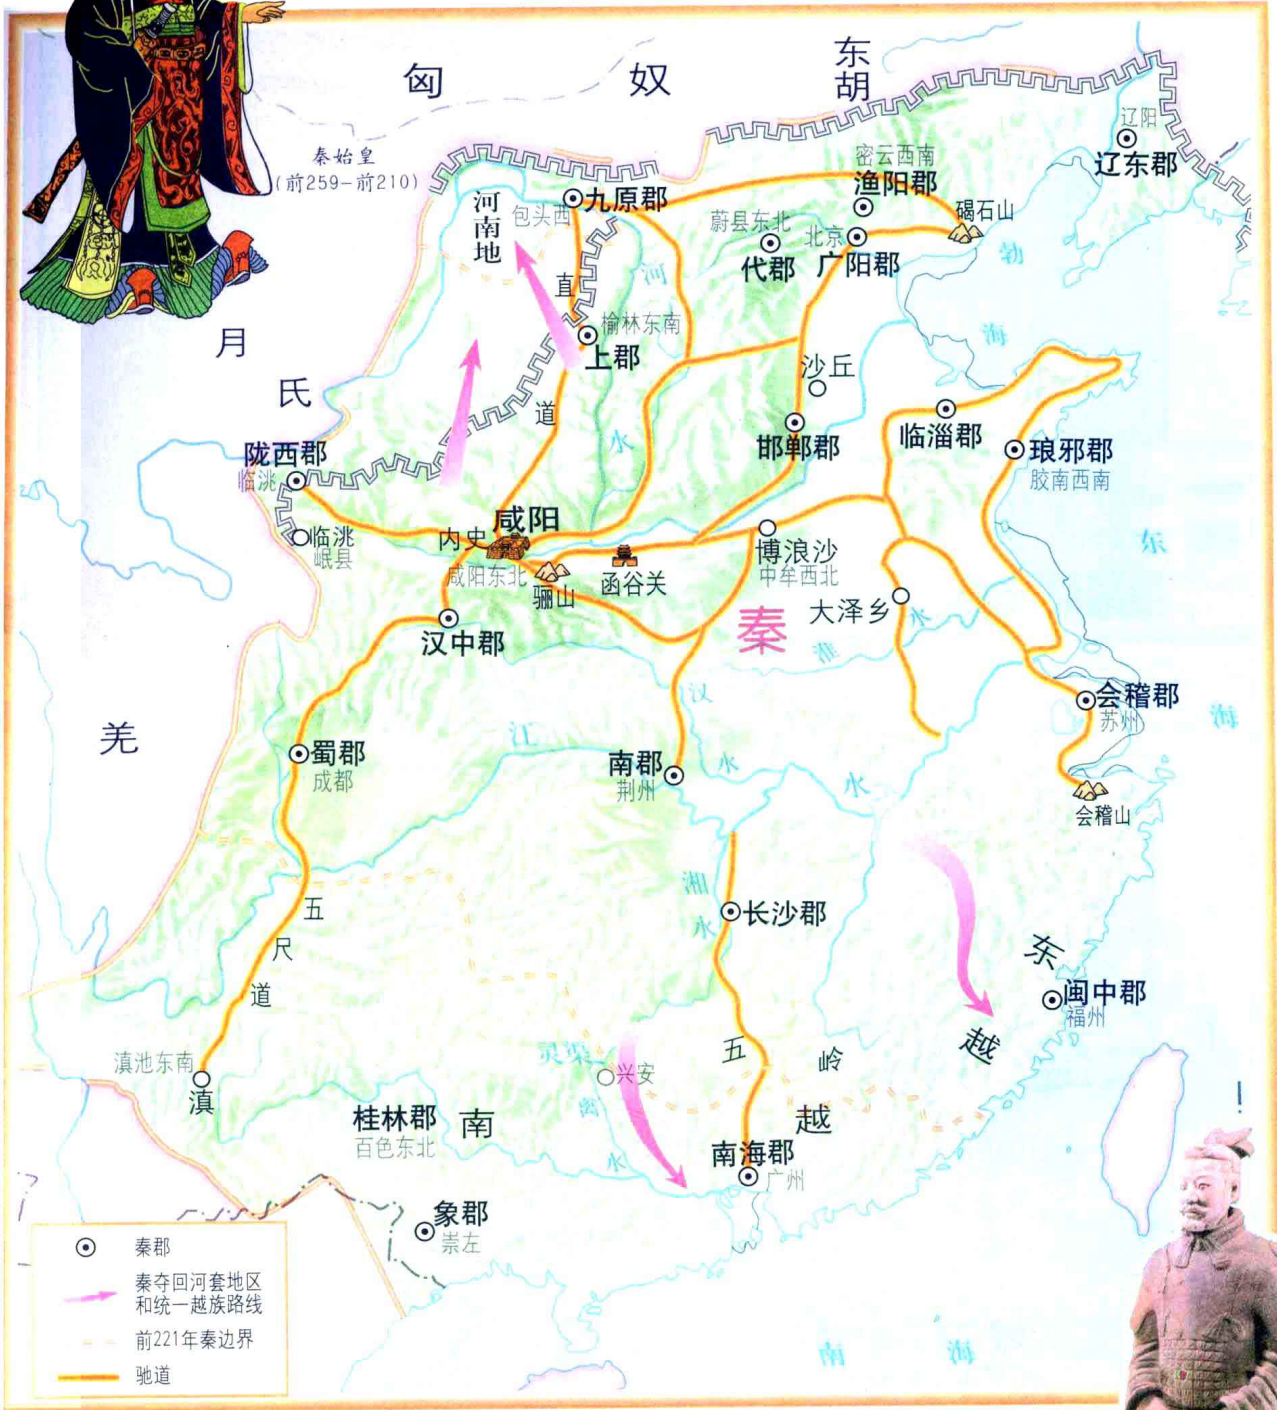 匈奴
东胡
秦始皇
(前259-前210)
月氏
羌
河南地
包头西
九原郡
密云西南
渔阳郡
碣石山
辽阳
辽东郡
蔚县东北
代郡
北京
广阳郡
渤海
直道
榆林东南
上郡
河水
沙丘
邯郸郡
临淄郡
琅邪郡
胶南西南
陇西郡
临洮
临洮
岷县
内史
咸阳
咸阳东北
骊山
函谷关
博浪沙
中牟西北
秦
大泽乡
淮水
东海
汉中郡
汉水
会稽郡
苏州
会稽山
蜀郡
成都
江水
南郡
荆州
湘水
长沙郡
五尺道
东越
闽中郡
福州
滇池东南
滇
灵渠
兴安
离水
五岭
桂林郡
百色东北
南越
南海郡
广州
象郡
崇左
南海
秦郡
秦夺回河套地区
和统一越族路线
前221年秦边界
驰道